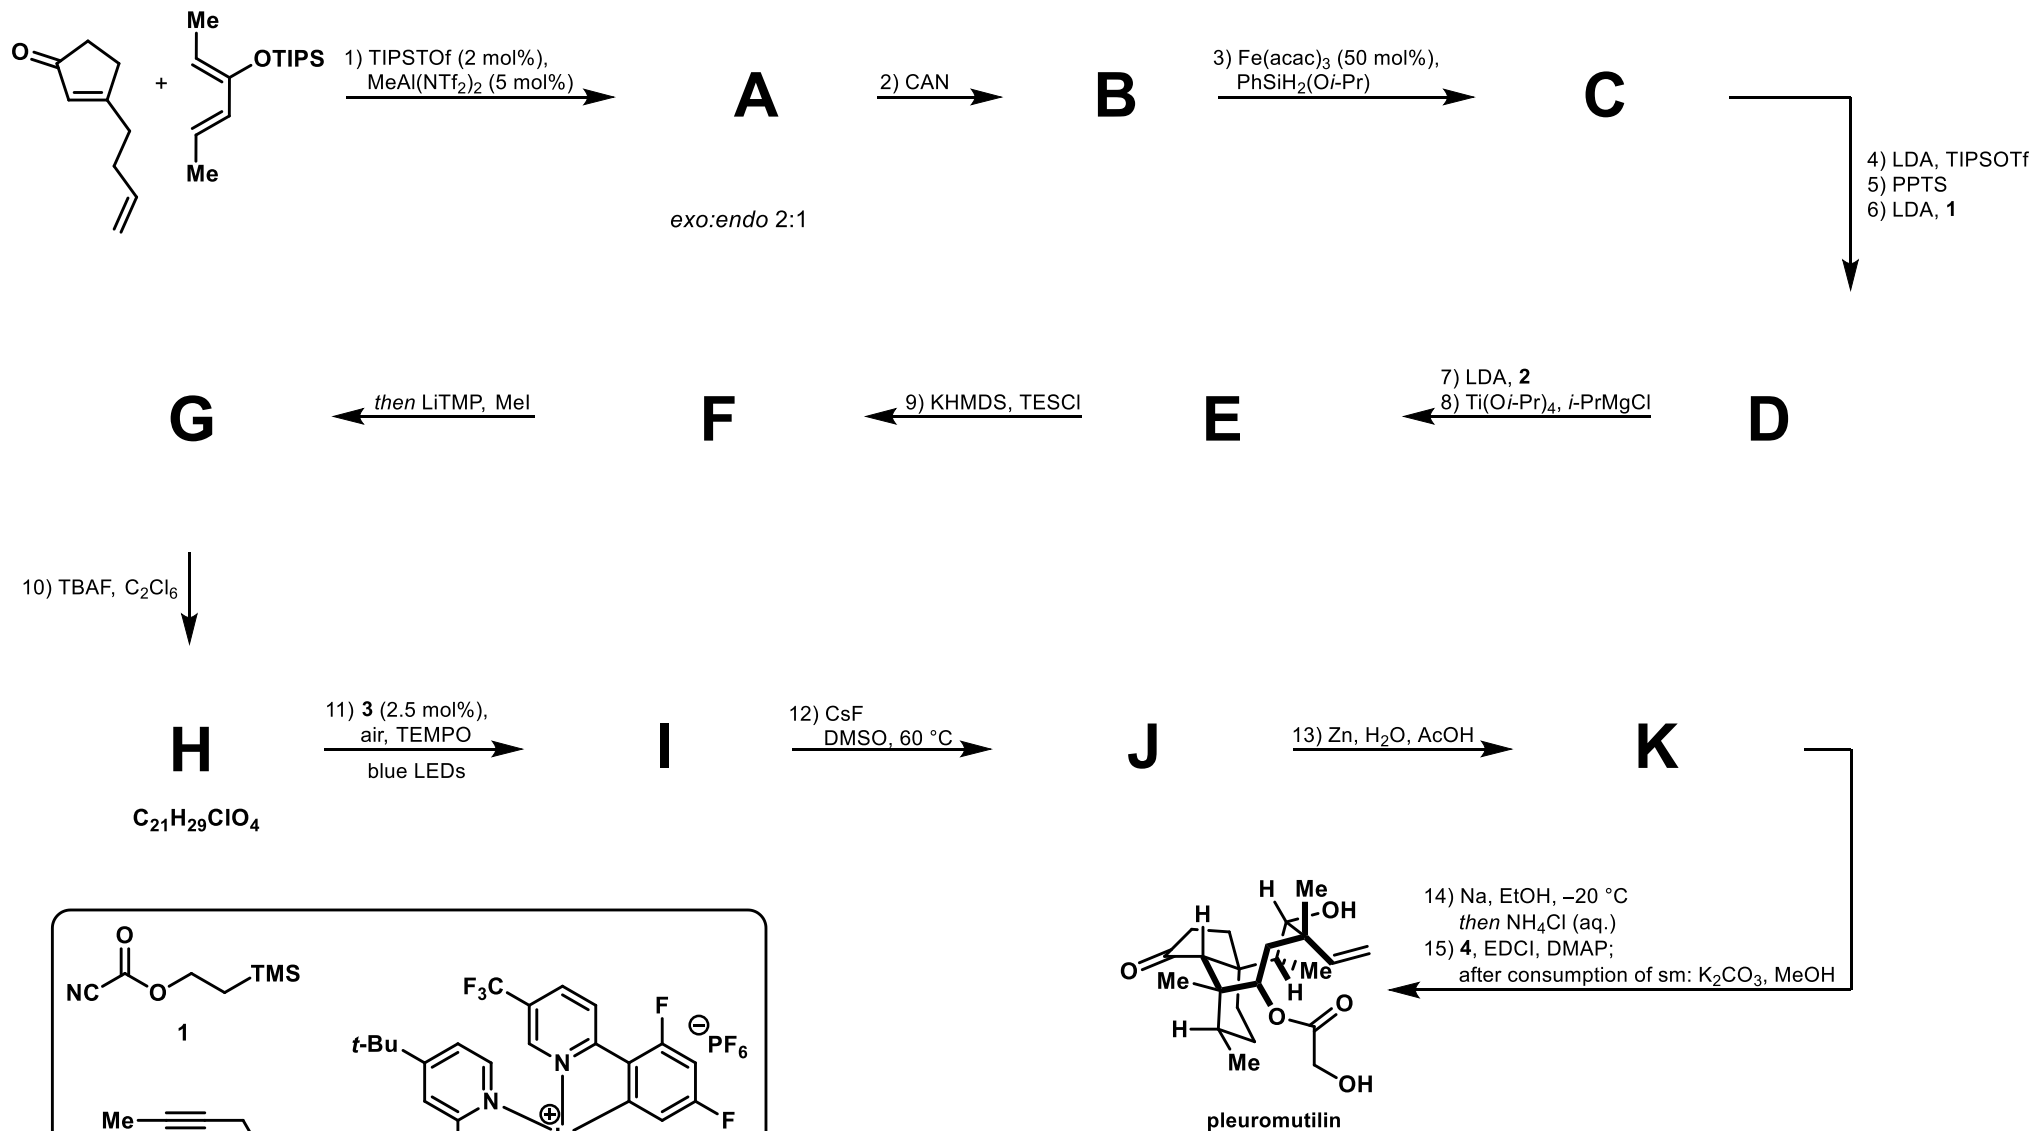 O
Me
OTIPS
+
Me
1) TIPSTOf (2 mol%),
MeAl(NTf2)2 (5 mol%)
A
exo:endo 2:1
2) CAN
B
3) Fe(acac)3 (50 mol%),
PhSiH2(Oi-Pr)
C
4) LDA, TIPSOTf
5) PPTS
6) LDA, 1
G
then LiTMP, MeI
F
9) KHMDS, TESCl
E
7) LDA, 2
8) Ti(Oi-Pr)4, i-PrMgCl
D
10) TBAF, C2Cl6
H
C21H29ClO4
11) 3 (2.5 mol%),
air, TEMPO
blue LEDs
I
12) CsF
DMSO, 60 °C
J
13) Zn, H2O, AcOH
K
14) Na, EtOH, –20 °C
then NH4Cl (aq.)
15) 4, EDCI, DMAP;
after consumption of sm: K2CO3, MeOH
H
Me
OH
H
O
Me
Me
H
O
O
H
Me
OH
pleuromutilin
O
NC
O
TMS
1
Me
F3C
F
⊖
PF6
t-Bu
N
N
⊕
F